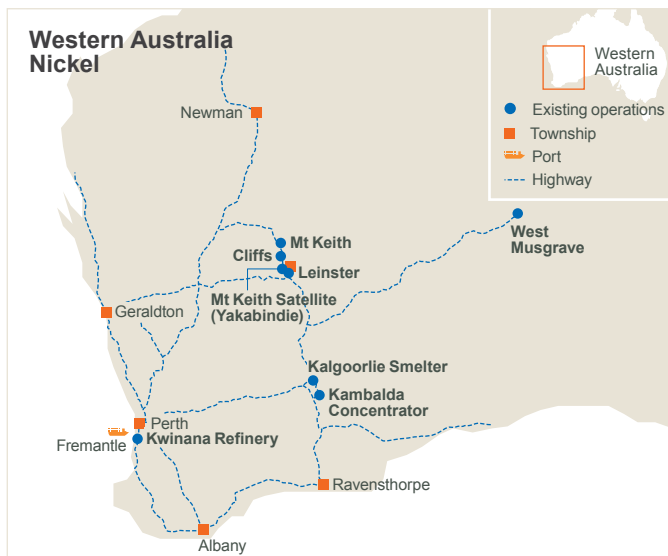 Western Australia
Nickel
Western
Australia
Existing operations
Township
Port
Highway
Newman
Mt Keith
Cliffs
Leinster
Mt Keith Satellite
(Yakabindie)
West
Musgrave
Geraldton
Kalgoorlie Smelter
Kambalda
Concentrator
Perth
Fremantle
Kwinana Refinery
Ravensthorpe
Albany